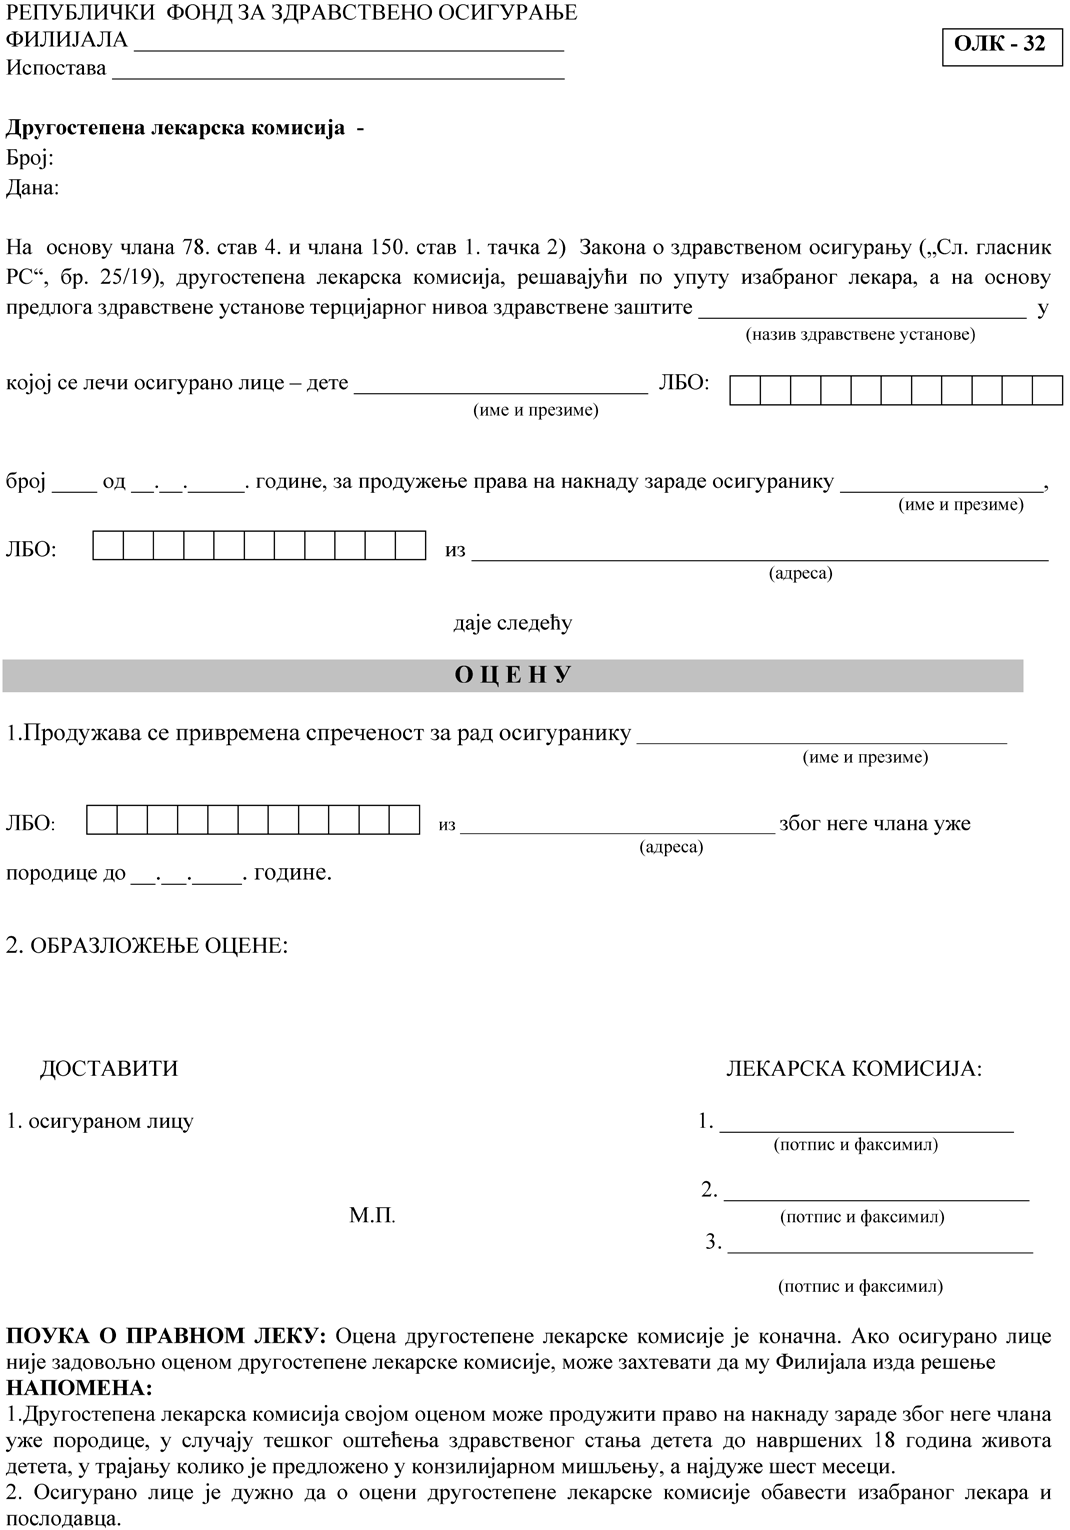 РЕПУБЛИЧКИ ФОНД ЗА ЗДРАВСТВЕНО ОСИГУРАЊЕ
ФИЛИЈАЛА ________________________________________
ОЛК - 32
Испостава __________________________________________
Другостепена лекарска комисија -
Број:
Дана:
На основу члана 78. став 4. и члана 150. став 1. тачка 2) Закона о здравственом осигурању („Сл. гласник
РС“, бр. 25/19), другостепена лекарска комисија, решавајући по упуту изабраног лекара, а на основу
предлога здравствене установе терцијарног нивоа здравствене заштите ______________________________ у
(назив здравствене установе)
којој се лечи осигурано лице – дете ___________________________ ЛБО:
(име и презиме)
број ____ од __.__._____. године, за продужење права на накнаду зараде осигуранику ___________________,
(име и презиме)
ЛБО: из _____________________________________________________
(адреса)
даје следећу
О Ц Е Н У
1.Продужава се привремена спреченост за рад осигуранику _______________________________
(име и презиме)
ЛБО: из _____________________________ због неге члана уже
(адреса)
породице до __.__.____. године.
2. ОБРАЗЛОЖЕЊЕ ОЦЕНЕ:
ДОСТАВИТИ ЛЕКАРСКА КОМИСИЈА:
1. осигураном лицу 1. ___________________________
(потпис и факсимил)
2. ____________________________
М.П. (потпис и факсимил)
3. ____________________________
(потпис и факсимил)
ПОУКА О ПРАВНОМ ЛЕКУ: Оцена другостепене лекарске комисије је коначна. Ако осигурано лице
није задовољно оценом другостепене лекарске комисије, може захтевати да му Филијала изда решење
НАПОМЕНА:
1.Другостепена лекарска комисија својом оценом може продужити право на накнаду зараде због неге члана
уже породице, у случају тешког оштећења здравственог стања детета до навршених 18 година живота
детета, у трајању колико је предложено у конзилијарном мишљењу, а најдуже шест месеци.
2. Осигурано лице је дужно да о оцени другостепене лекарске комисије обавести изабраног лекара и
послодавца.